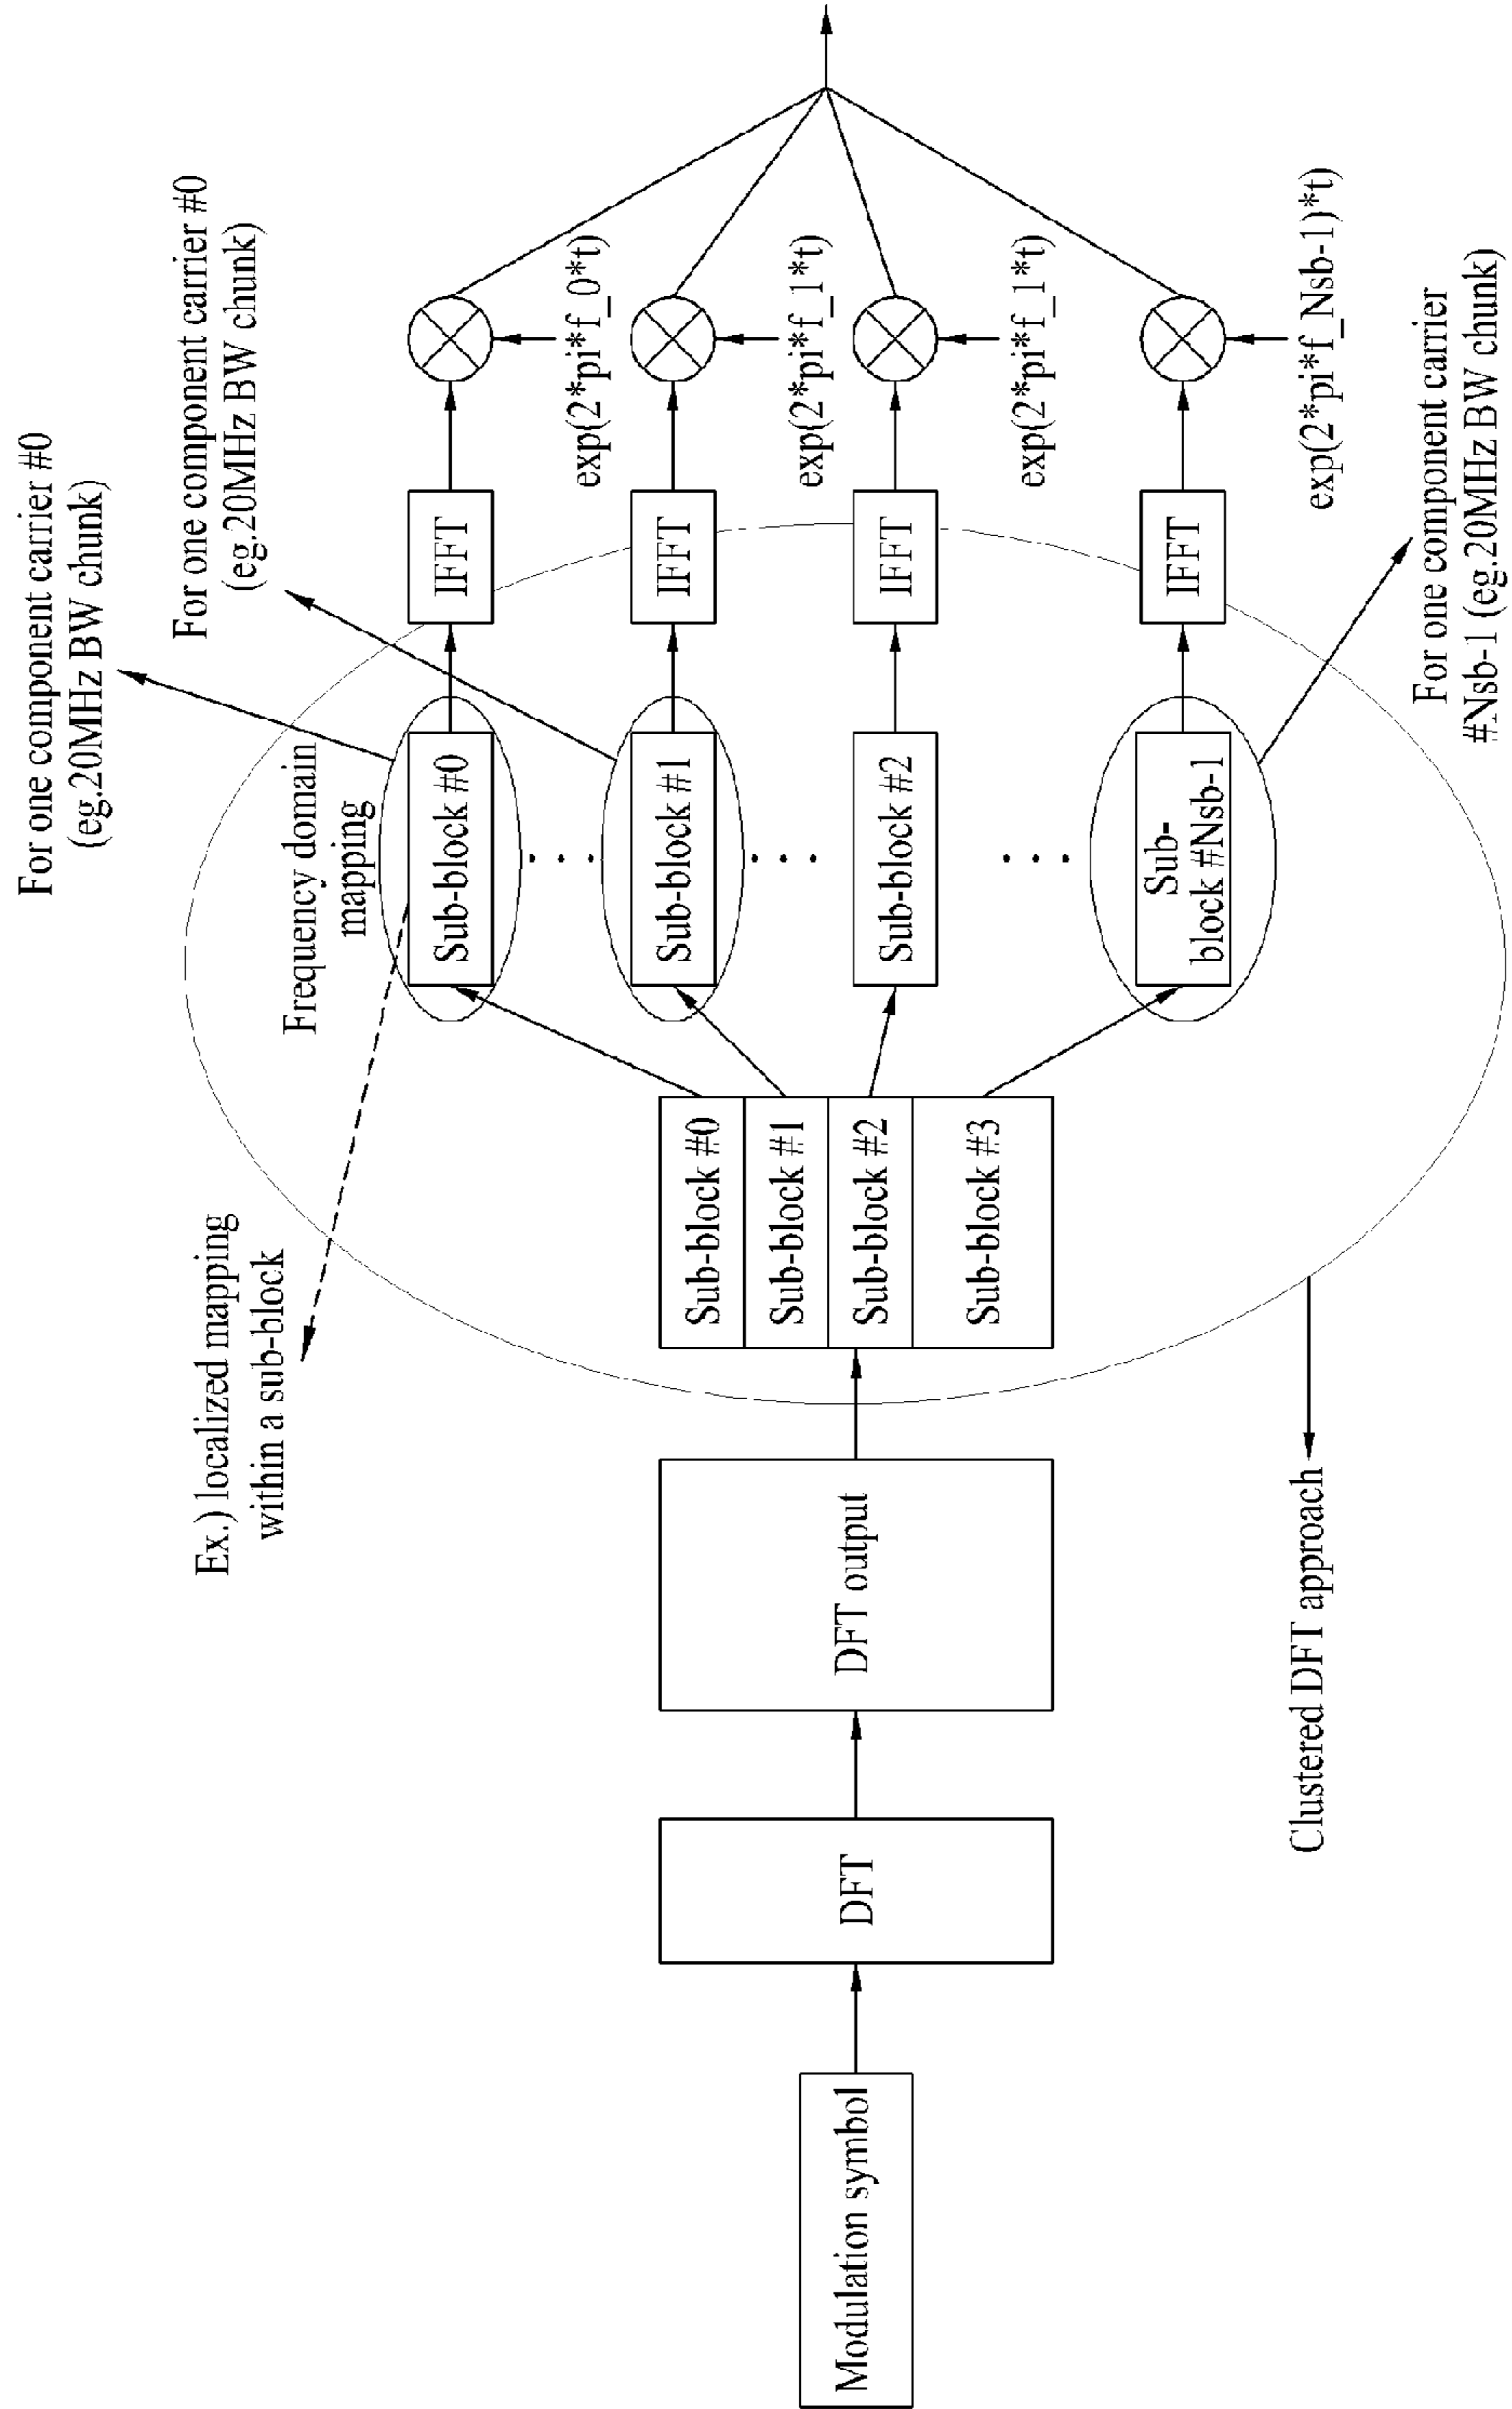 Modulation symbol
DFT
DFT output
Sub-block #0
Sub-block #1
Sub-block #2
Sub-block #3
Ex.) localized mapping
within a sub-block
Frequency domain
mapping
Sub-block #0
Sub-block #1
Sub-block #2
Sub-
block #Nsb-1
For one component carrier #0
(eg.20MHz BW chunk)
For one component carrier #0
(eg.20MHz BW chunk)
IFFT
IFFT
IFFT
IFFT
exp(2*pi*f_0*t)
exp(2*pi*f_1*t)
exp(2*pi*f_1*t)
exp(2*pi*f_Nsb-1)*t)
For one component carrier
#Nsb-1 (eg.20MHz BW chunk)
Clustered DFT approach